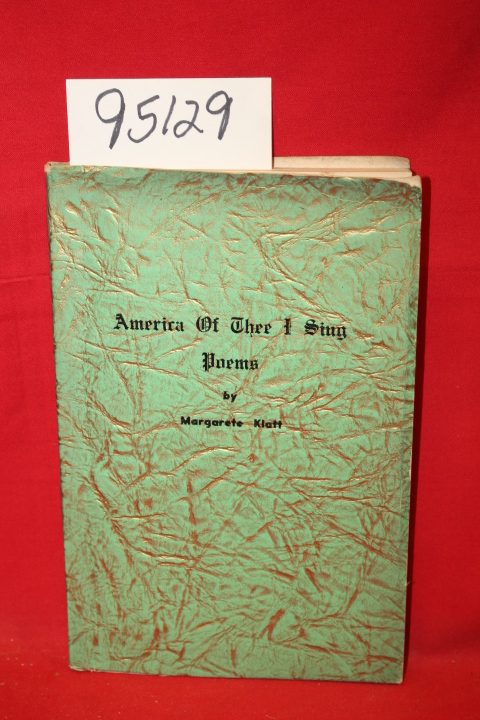 95129
America Of Thee I Sing
Poems
by
Margarete Klatt